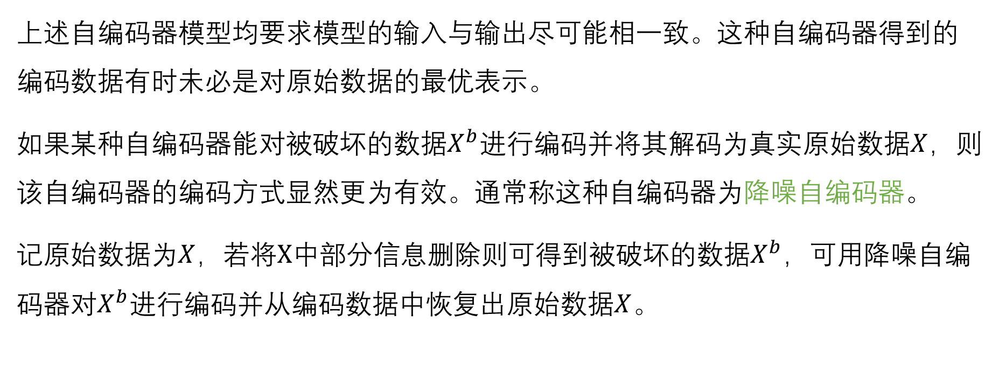 上述自编码器模型均要求模型的输入与输出尽可能相一致。这种自编码器得到的
编码数据有时未必是对原始数据的最优表示。
如果某种自编码器能对被破坏的数据X^b进行编码并将其解码为真实原始数据X，则
该自编码器的编码方式显然更为有效。通常称这种自编码器为降噪自编码器。
记原始数据为X，若将X中部分信息删除则可得到被破坏的数据X^b，可用降噪自编
码器对X^b进行编码并从编码数据中恢复出原始数据X。